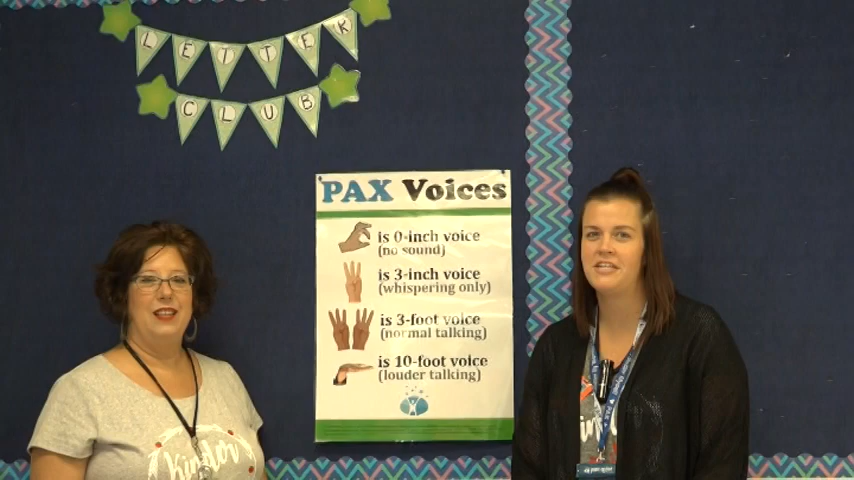 LETTER
CLUB
PAX Voices
is 0-inch voice
(no sound)
is 3-inch voice
(whispering only)
is 3-foot voice
(normal talking)
is 10-foot voice
(louder talking)
Kinder